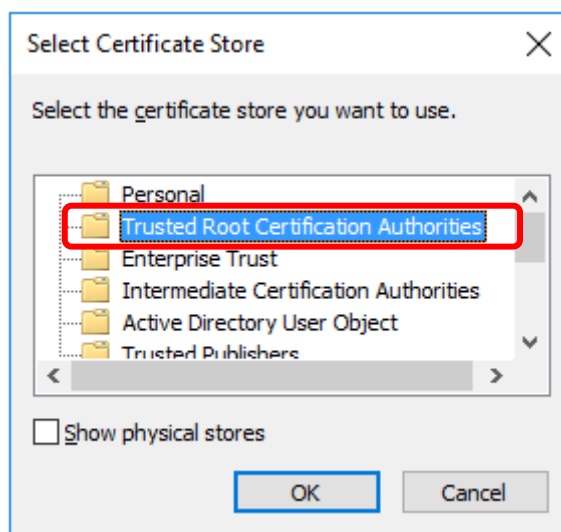 Select Certificate Store
Select the certificate store you want to use.
Personal
Trusted Root Certification Authorities
Enterprise Trust
Intermediate Certification Authorities
Active Directory User Object
Trusted Publishers
Show physical stores
OK
Cancel